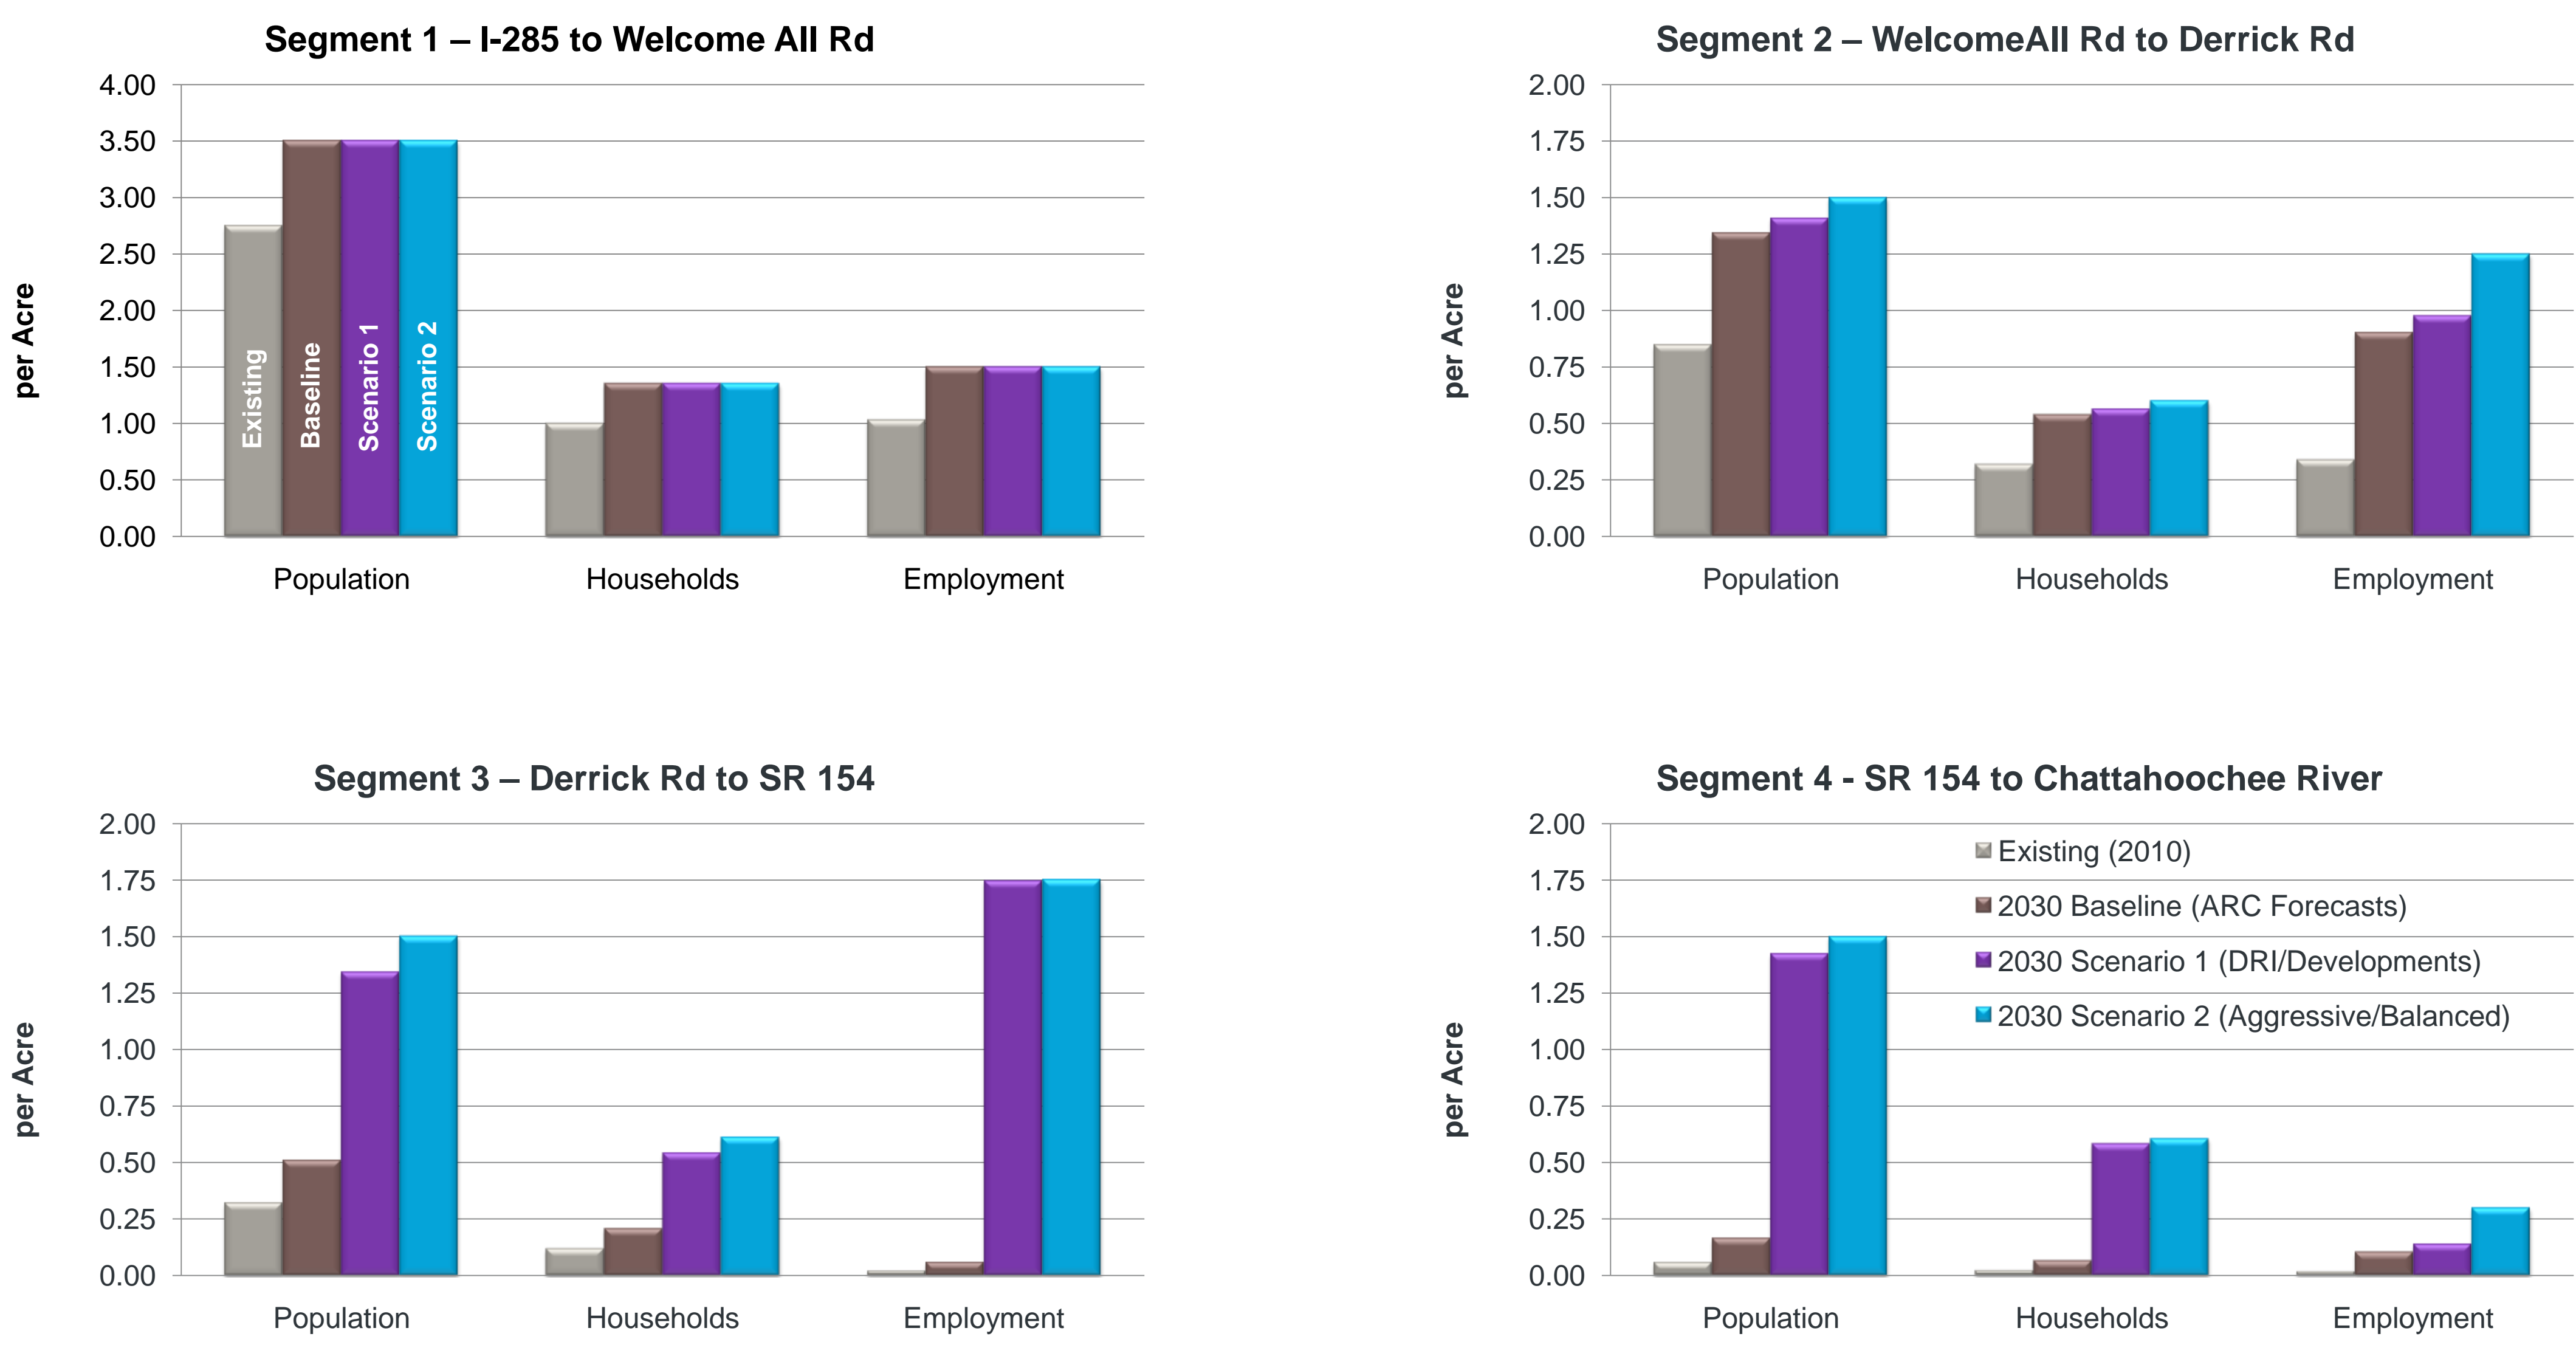 Segment 1 – I-285 to Welcome All Rd
4.00
3.50
3.00
2.50
2.00
1.50
1.00
0.50
0.00
per Acre
Existing
Baseline
Scenario 1
Scenario 2
Population
Households
Employment
Segment 2 – WelcomeAll Rd to Derrick Rd
2.00
1.75
1.50
1.25
1.00
0.75
0.50
0.25
0.00
per Acre
Population
Households
Employment
Segment 3 – Derrick Rd to SR 154
2.00
1.75
1.50
1.25
1.00
0.75
0.50
0.25
0.00
per Acre
Population
Households
Employment
Segment 4 - SR 154 to Chattahoochee River
2.00
1.75
1.50
1.25
1.00
0.75
0.50
0.25
0.00
per Acre
Existing (2010)
2030 Baseline (ARC Forecasts)
2030 Scenario 1 (DRI/Developments)
2030 Scenario 2 (Aggressive/Balanced)
Population
Households
Employment